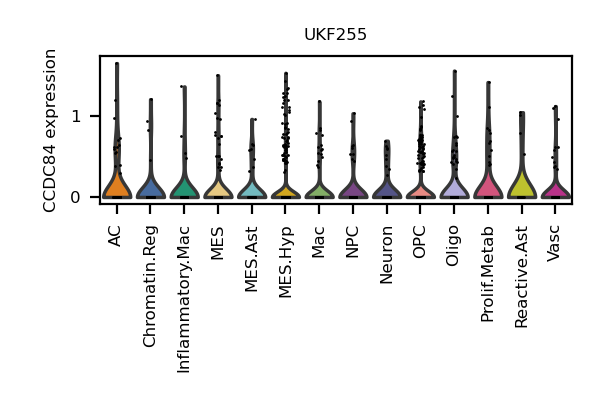 UKF255
CCDC84 expression
1
0
AC
Chromatin.Reg
Inflammatory.Mac
MES
MES.Ast
MES.Hyp
Mac
NPC
Neuron
OPC
Oligo
Prolif.Metab
Reactive.Ast
Vasc